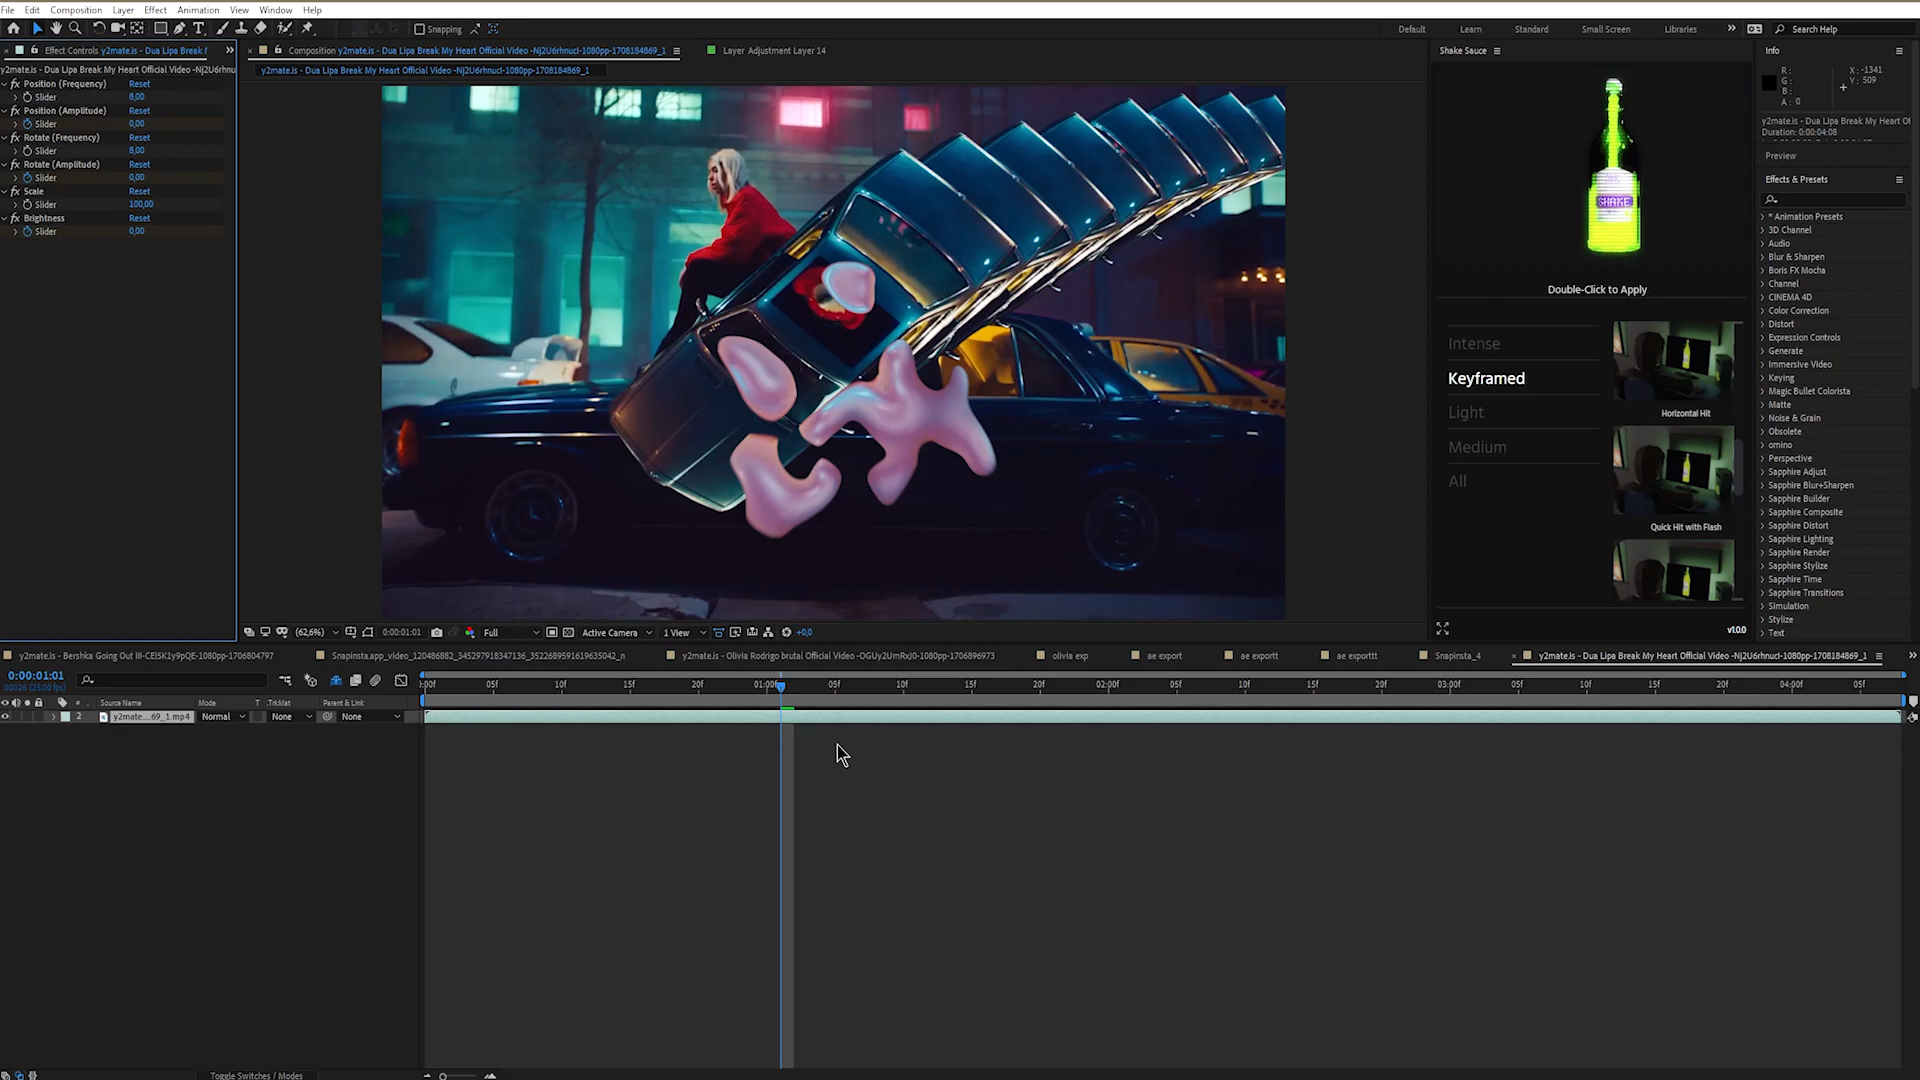 File Edit Composition Layer Effect Animation View Window Help
Snapping
Default Learn Standard Small Screen Libraries Search Help
Effect Controls y2mate.is - Dua Lipa Break I
y2mate.is - Dua Lipa Break My Heart Official Video -Nj2U6rhnu
Position (Frequency) Reset
Slider 8,00
Position (Amplitude) Reset
Slider 0,00
Rotate (Frequency) Reset
Slider 8,00
Rotate (Amplitude) Reset
Slider 0,00
Scale Reset
Slider 100,00
Brightness Reset
Slider 0,00
Composition y2mate.is - Dua Lipa Break My Heart Official Video -Nj2U6rhnucI-1080pp-1708184869_1
Layer Adjustment Layer 14
y2mate.is - Dua Lipa Break My Heart Official Video -Nj2U6rhnucI-1080pp-1708184869_1
(62,6%) 0:00:01:01 Full Active Camera 1 View +0,0
Shake Sauce
SHAKE
Double-Click to Apply
Intense
Keyframed
Light
Medium
All
Horizontal Hit
Quick Hit with Flash
v1.0.0
Info
R:
G:
B:
A: 0
X: -1341
Y: 509
y2mate.is - Dua Lipa Break My Heart Of
Duration: 0:00:04:08
Preview
Effects & Presets
* Animation Presets
3D Channel
Audio
Blur & Sharpen
Boris FX Mocha
Channel
CINEMA 4D
Color Correction
Distort
Expression Controls
Generate
Immersive Video
Keying
Magic Bullet Colorista
Matte
Noise & Grain
Obsolete
omino
Perspective
Sapphire Adjust
Sapphire Blur+Sharpen
Sapphire Builder
Sapphire Composite
Sapphire Distort
Sapphire Lighting
Sapphire Render
Sapphire Stylize
Sapphire Time
Sapphire Transitions
Simulation
Stylize
Text
y2mate.is - Bershka Going Out III-CEI5K1y9pQE-1080pp-1706804797
Snapinsta.app_video_120486882_345297918347136_3522689591619635042_n
y2mate.is - Olivia Rodrigo brutal Official Video -OGUy2UmRxJ0-1080pp-1706896973
olivia exp
ae export
ae exportt
ae exporttt
Snapinsta_4
y2mate.is - Dua Lipa Break My Heart Official Video -Nj2U6rhnucI-1080pp-1708184869_1
0:00:01:01
00026 (25.00 fps)
:00f 05f 10f 15f 20f 01:00f 05f 10f 15f 20f 02:00f 05f 10f 15f 20f 03:00f 05f 10f 15f 20f 04:00f 05f
# Source Name Mode T .TrkMat Parent & Link
2 y2mate....69_1.mp4 Normal None None
Toggle Switches / Modes